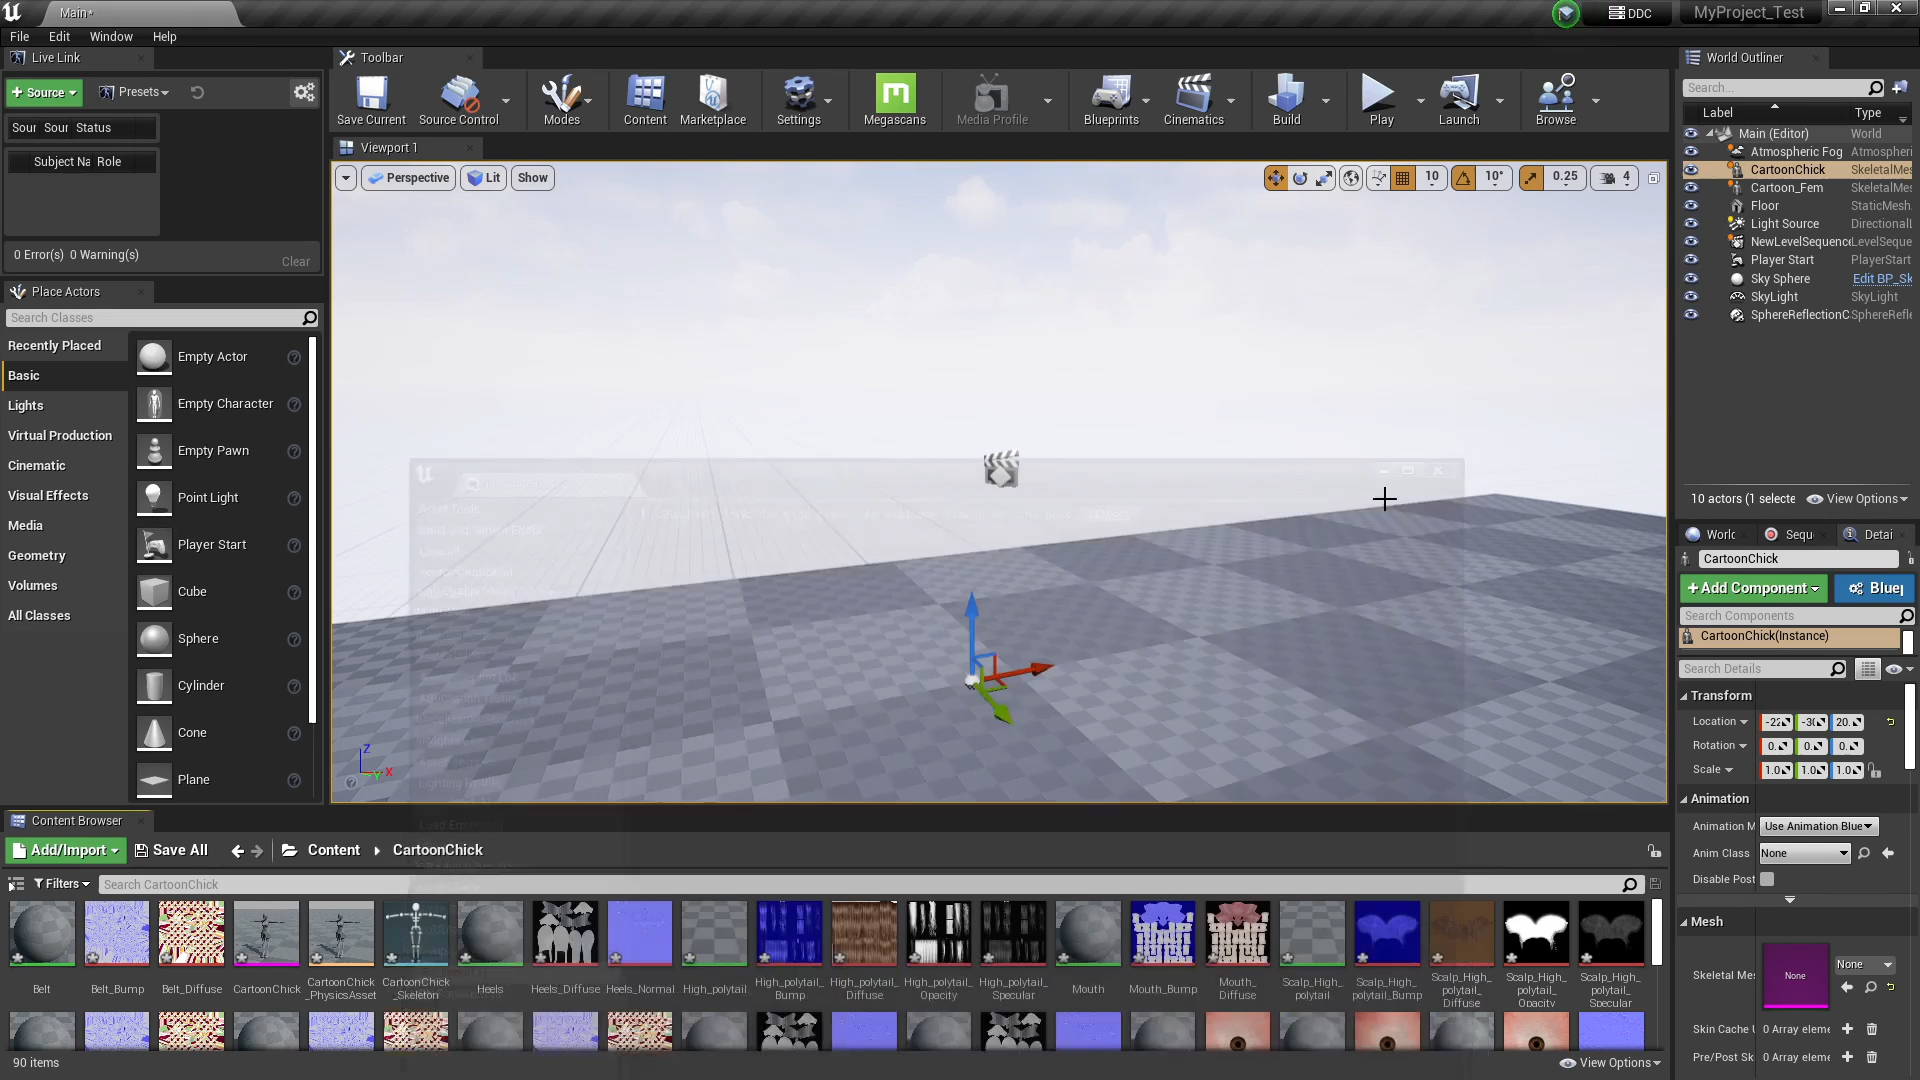 Main*
DDC
MyProject_Test
File Edit Window Help
Live Link
Source
Presets
Sour Sour Status
Subject Na Role
0 Error(s) 0 Warning(s)
Clear
Toolbar
Save Current
Source Control
Modes
Content
Marketplace
Settings
Megascans
Media Profile
Blueprints
Cinematics
Build
Play
Launch
Browse
Viewport 1
Perspective
Lit
Show
10
10°
0.25
4
Place Actors
Search Classes
Recently Placed
Basic
Lights
Virtual Production
Cinematic
Visual Effects
Media
Geometry
Volumes
All Classes
Empty Actor
Empty Character
Empty Pawn
Point Light
Player Start
Cube
Sphere
Cylinder
Cone
Plane
Z
X
World Outliner
Search...
Label Type
Main (Editor) World
Atmospheric Fog Atmospheri
CartoonChick SkeletalMes
Cartoon_Fem SkeletalMes
Floor StaticMesh
Light Source Directionall
NewLevelSequence LevelSeque
Player Start PlayerStart
Sky Sphere Edit BP_Sk
SkyLight SkyLight
SphereReflectionC SphereRefle
10 actors (1 selecte
View Options
Worlc
Sequ
Detai
CartoonChick
+Add Component
Bluep
Search Components
CartoonChick(Instance)
Search Details
Transform
Location -22 -30 20.
Rotation 0. 0. 0.
Scale 1.0 1.0 1.0
Animation
Animation M Use Animation Blue
Anim Class None
Disable Post
Mesh
Skeletal Mes None None
Skin Cache U 0 Array eleme
Pre/Post Sk 0 Array eleme
Content Browser
Add/Import
Save All
Content
CartoonChick
Filters
Search CartoonChick
Belt
Belt_Bump
Belt_Diffuse
CartoonChick
CartoonChick
_PhysicsAsset
CartoonChick
_Skeleton
Heels
Heels_Diffuse
Heels_Normal
High_polytail
High_polytail_
Bump
High_polytail_
Diffuse
High_polytail_
Opacity
High_polytail_
Specular
Mouth
Mouth_Bump
Mouth_
Diffuse
Scalp_High_
polytail
Scalp_High_
polytail_Bump
Scalp_High_
polytail_
Diffuse
Scalp_High_
polytail_
Opacity
Scalp_High_
polytail_
Specular
90 items
View Options